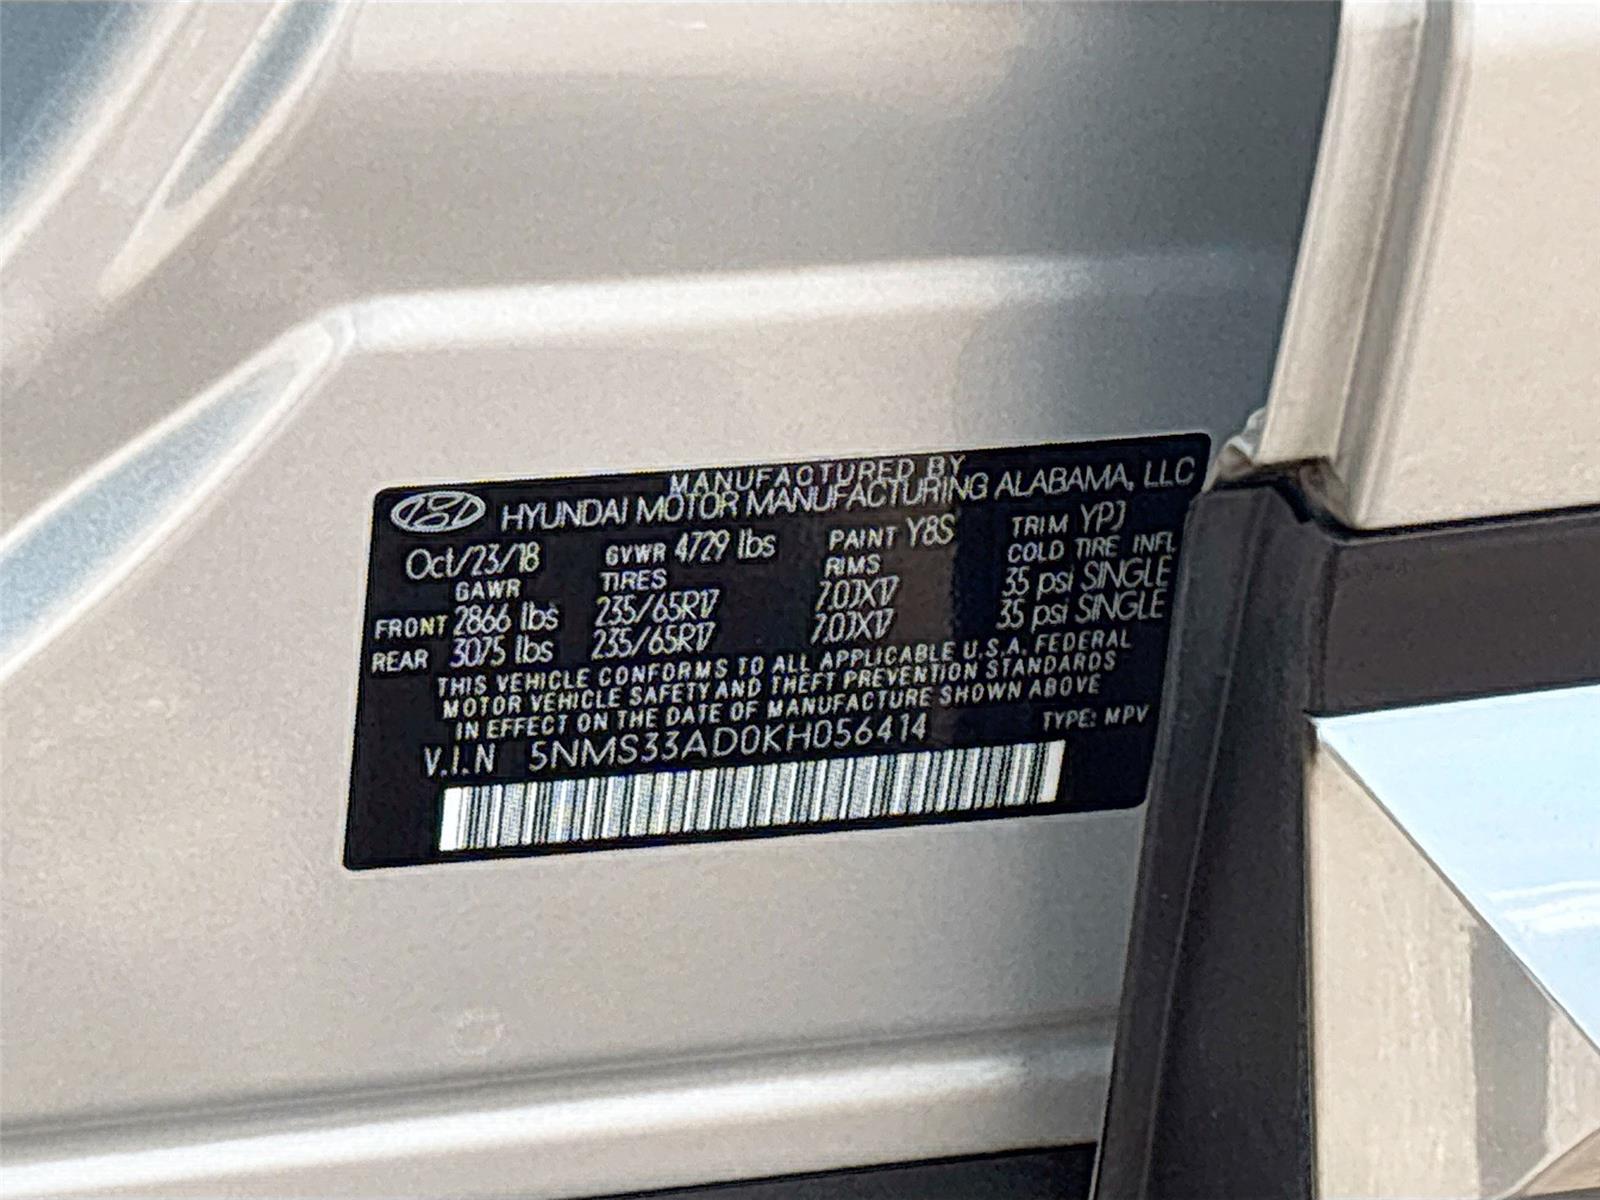 MANUFACTURED BY
HYUNDAI MOTOR MANUFACTURING ALABAMA, LLC
Oct/23/18 GVWR 4729 lbs PAINT Y8S TRIM YPJ
GAWR TIRES RIMS COLD TIRE INFL
FRONT 2866 lbs 235/65R17 7.0JX17 35 psi SINGLE
REAR 3075 lbs 235/65R17 7.0JX17 35 psi SINGLE
THIS VEHICLE CONFORMS TO ALL APPLICABLE U.S.A. FEDERAL
MOTOR VEHICLE SAFETY AND THEFT PREVENTION STANDARDS
IN EFFECT ON THE DATE OF MANUFACTURE SHOWN ABOVE
V.I.N 5NMS33AD0KH056414 TYPE: MPV